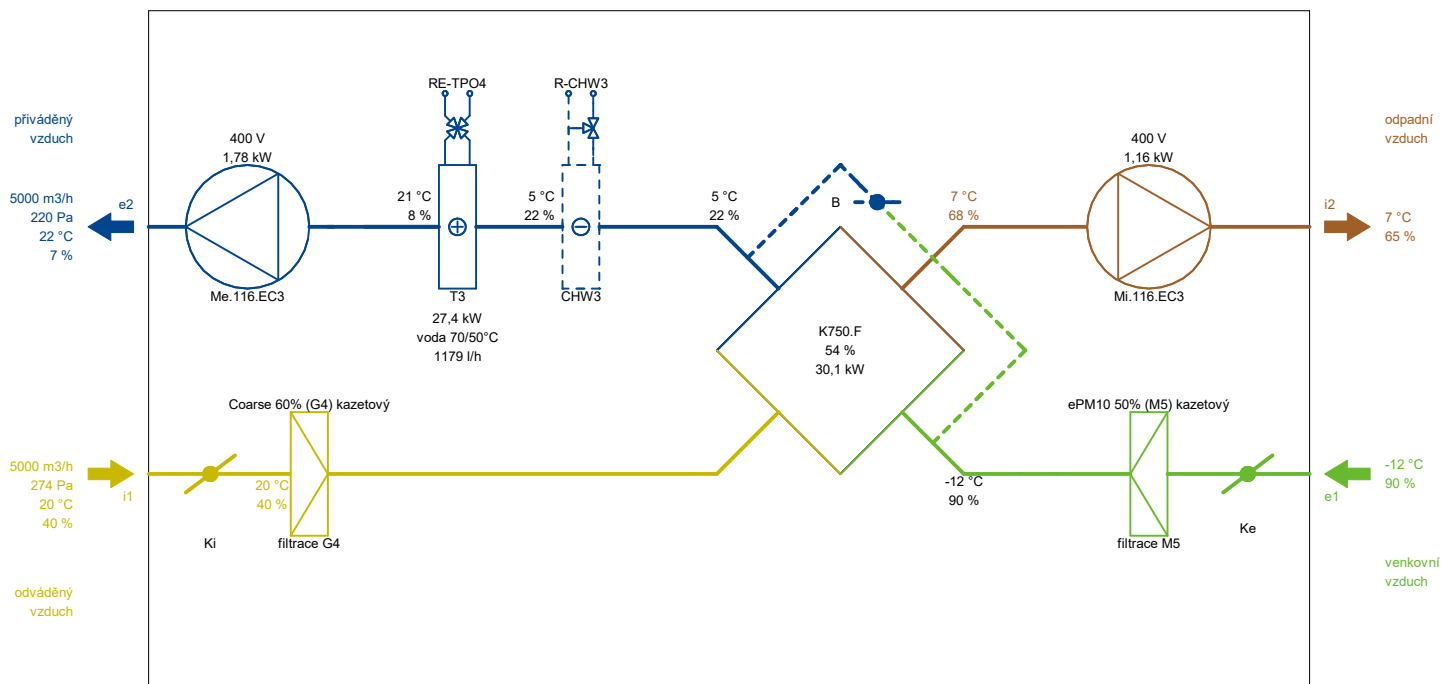 RE-TPO4
R-CHW3
přiváděný
vzduch
400 V
1,78 kW
400 V
1,16 kW
odpadní
vzduch
5000 m3/h
220 Pa
22 °C
7 %
e2
21 °C
8 %
5 °C
22 %
5 °C
22 %
B
7 °C
68 %
i2
7 °C
65 %
Me.116.EC3
T3
CHW3
Mi.116.EC3
27,4 kW
voda 70/50°C
1179 l/h
K750.F
54 %
30,1 kW
Coarse 60% (G4) kazetový
ePM10 50% (M5) kazetový
5000 m3/h
274 Pa
20 °C
40 %
i1
20 °C
40 %
-12 °C
90 %
-12 °C
90 %
e1
Ki
filtrace G4
filtrace M5
Ke
odváděný
vzduch
venkovní
vzduch